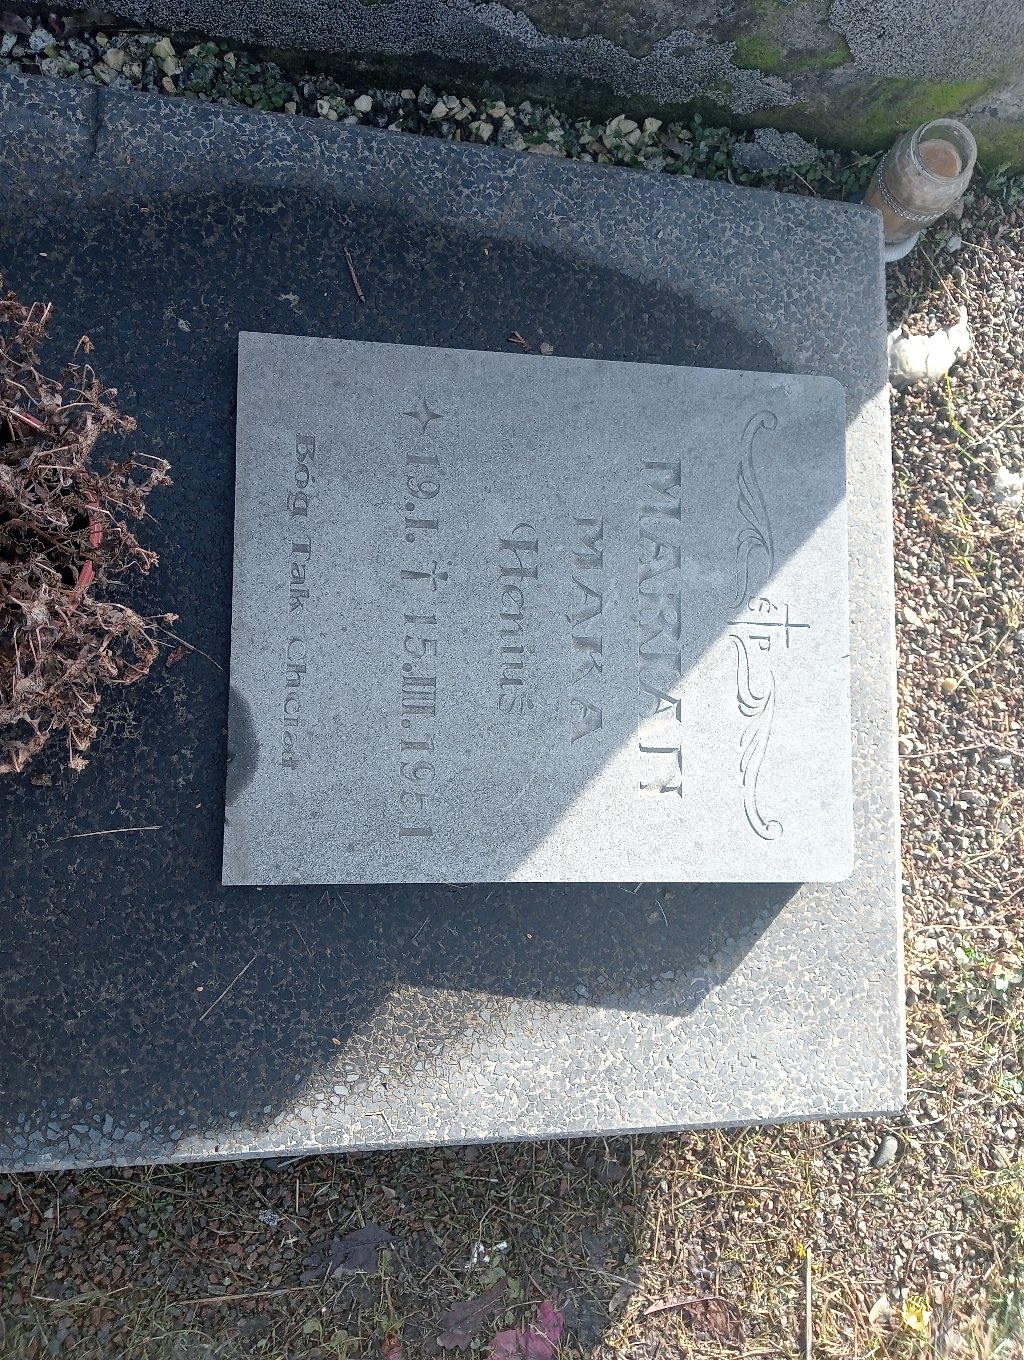 Ś † P
MARIAN
MAKA
Heniuś
19.I. † 15.III.1951
Bóg Tak Chciał